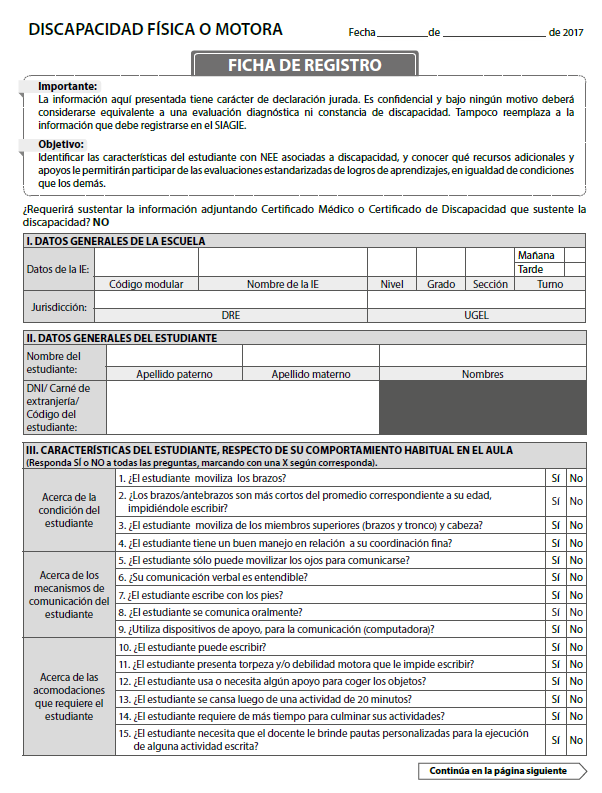 DISCAPACIDAD FÍSICA O MOTORA
Fecha _________de ____________________ de 2017
FICHA DE REGISTRO
Importante:
La información aquí presentada tiene carácter de declaración jurada. Es confidencial y bajo ningún motivo deberá
considerarse equivalente a una evaluación diagnóstica ni constancia de discapacidad. Tampoco reemplaza a la
información que debe registrarse en el SIAGIE.
Objetivo:
Identificar las características del estudiante con NEE asociadas a discapacidad, y conocer qué recursos adicionales y
apoyos le permitirán participar de las evaluaciones estandarizadas de logros de aprendizajes, en igualdad de condiciones
que los demás.
¿Requerirá sustentar la información adjuntando Certificado Médico o Certificado de Discapacidad que sustente la
discapacidad? NO
I. DATOS GENERALES DE LA ESCUELA
Datos de la IE:
Mañana
Tarde
Código modular
Nombre de la IE
Nivel
Grado
Sección
Turno
Jurisdicción:
DRE
UGEL
II. DATOS GENERALES DEL ESTUDIANTE
Nombre del
estudiante:
Apellido paterno
Apellido materno
Nombres
DNI/ Carné de
extranjería/
Código del
estudiante:
III. CARACTERÍSTICAS DEL ESTUDIANTE, RESPECTO DE SU COMPORTAMIENTO HABITUAL EN EL AULA
(Responda SÍ o NO a todas las preguntas, marcando con una X según corresponda).
Acerca de la
condición del
estudiante
1. ¿El estudiante moviliza los brazos? Sí No
2. ¿Los brazos/antebrazos son más cortos del promedio correspondiente a su edad,
impidiéndole escribir? Sí No
3. ¿El estudiante moviliza de los miembros superiores (brazos y tronco) y cabeza? Sí No
4. ¿El estudiante tiene un buen manejo en relación a su coordinación fina? Sí No
Acerca de los
mecanismos de
comunicación del
estudiante
5. ¿El estudiante sólo puede movilizar los ojos para comunicarse? Sí No
6. ¿Su comunicación verbal es entendible? Sí No
7. ¿El estudiante escribe con los pies? Sí No
8. ¿El estudiante se comunica oralmente? Sí No
9. ¿Utiliza dispositivos de apoyo, para la comunicación (computadora)? Sí No
Acerca de las
acomodaciones
que requiere el
estudiante
10. ¿El estudiante puede escribir? Sí No
11. ¿El estudiante presenta torpeza y/o debilidad motora que le impide escribir? Sí No
12. ¿El estudiante usa o necesita algún apoyo para coger los objetos? Sí No
13. ¿El estudiante se cansa luego de una actividad de 20 minutos? Sí No
14. ¿El estudiante requiere de más tiempo para culminar sus actividades? Sí No
15. ¿El estudiante necesita que el docente le brinde pautas personalizadas para la ejecución
de alguna actividad escrita? Sí No
Continúa en la página siguiente